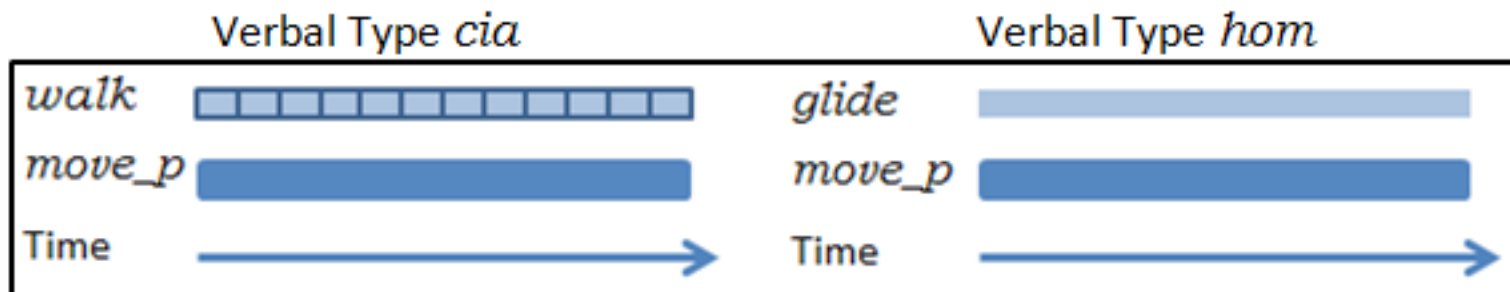 Verbal Type cia
walk
move_p
Time
Verbal Type hom
glide
move_p
Time